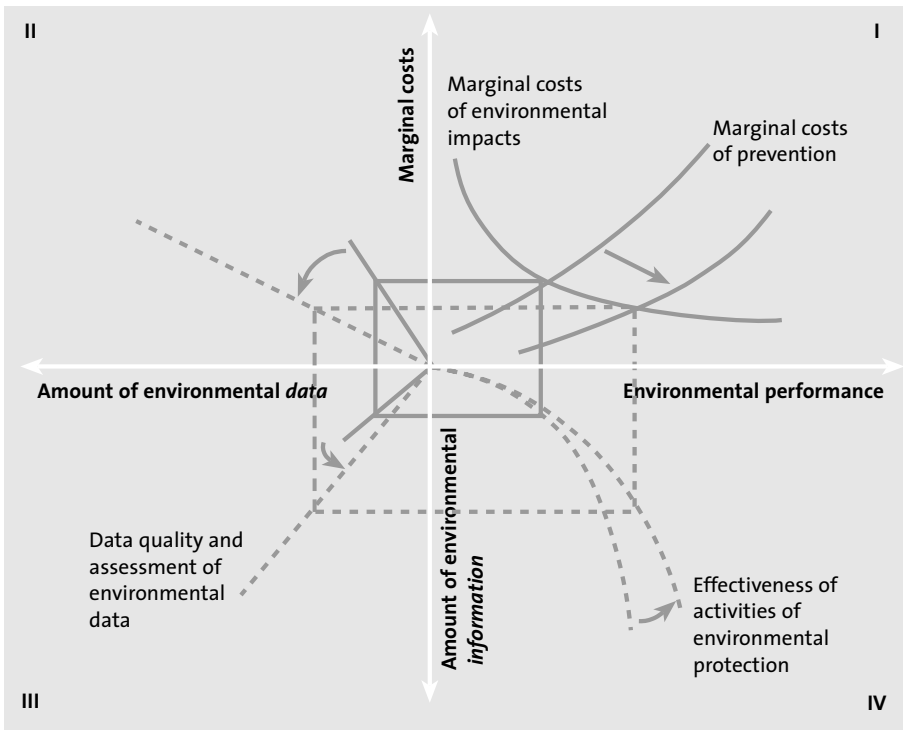 II
I
Marginal costs
Marginal costs
of environmental
impacts
Marginal costs
of prevention
Amount of environmental data
Environmental performance
Amount of environmental
information
Data quality and
assessment of
environmental
data
Effectiveness of
activities of
environmental
protection
III
IV